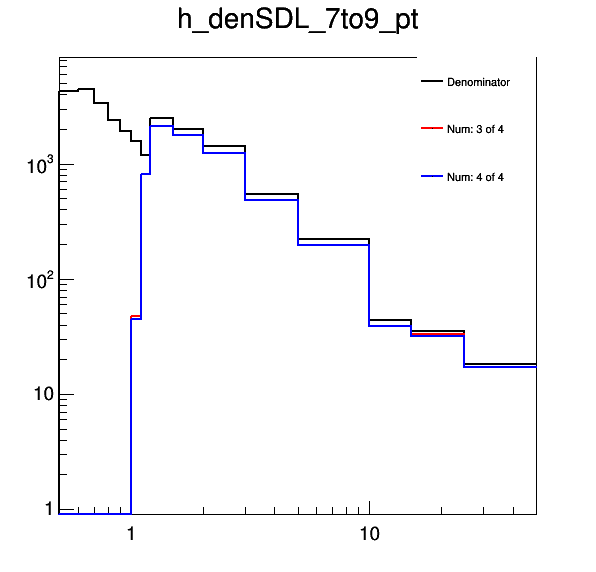 h_denSDL_7to9_pt
Denominator
Num: 3 of 4
Num: 4 of 4
10³
10²
10
1
1
10